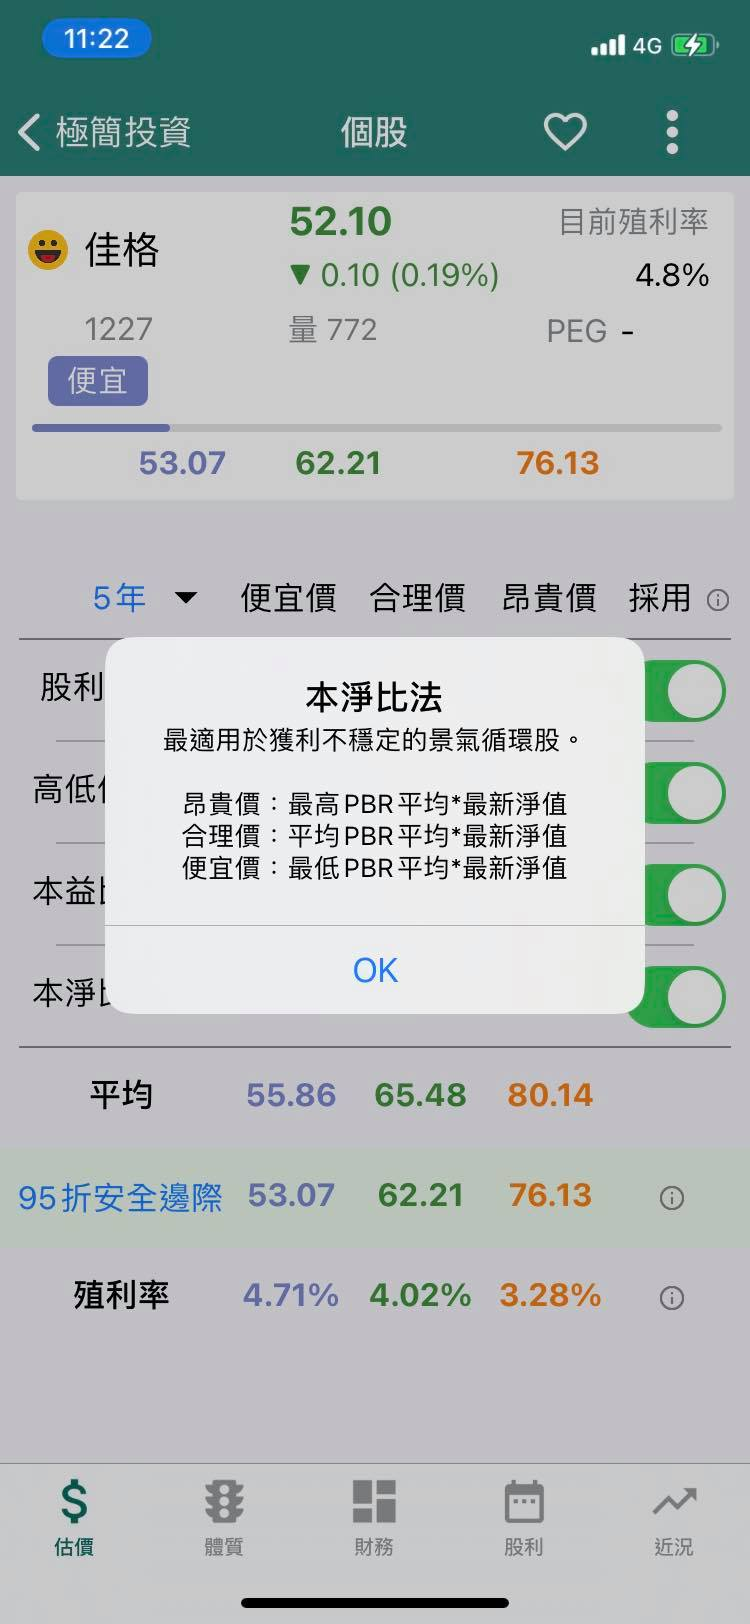 11:22
4G
極簡投資
個股
佳格
52.10
目前殖利率
▼ 0.10 (0.19%)
4.8%
1227
量 772
PEG -
便宜
53.07
62.21
76.13
5年
便宜價
合理價
昂貴價
採用
股利
高低
本益
本淨
本淨比法
最適用於獲利不穩定的景氣循環股。
昂貴價：最高PBR平均*最新淨值
合理價：平均PBR平均*最新淨值
便宜價：最低PBR平均*最新淨值
OK
平均
55.86
65.48
80.14
95折安全邊際
53.07
62.21
76.13
殖利率
4.71%
4.02%
3.28%
估價
體質
財務
股利
近況